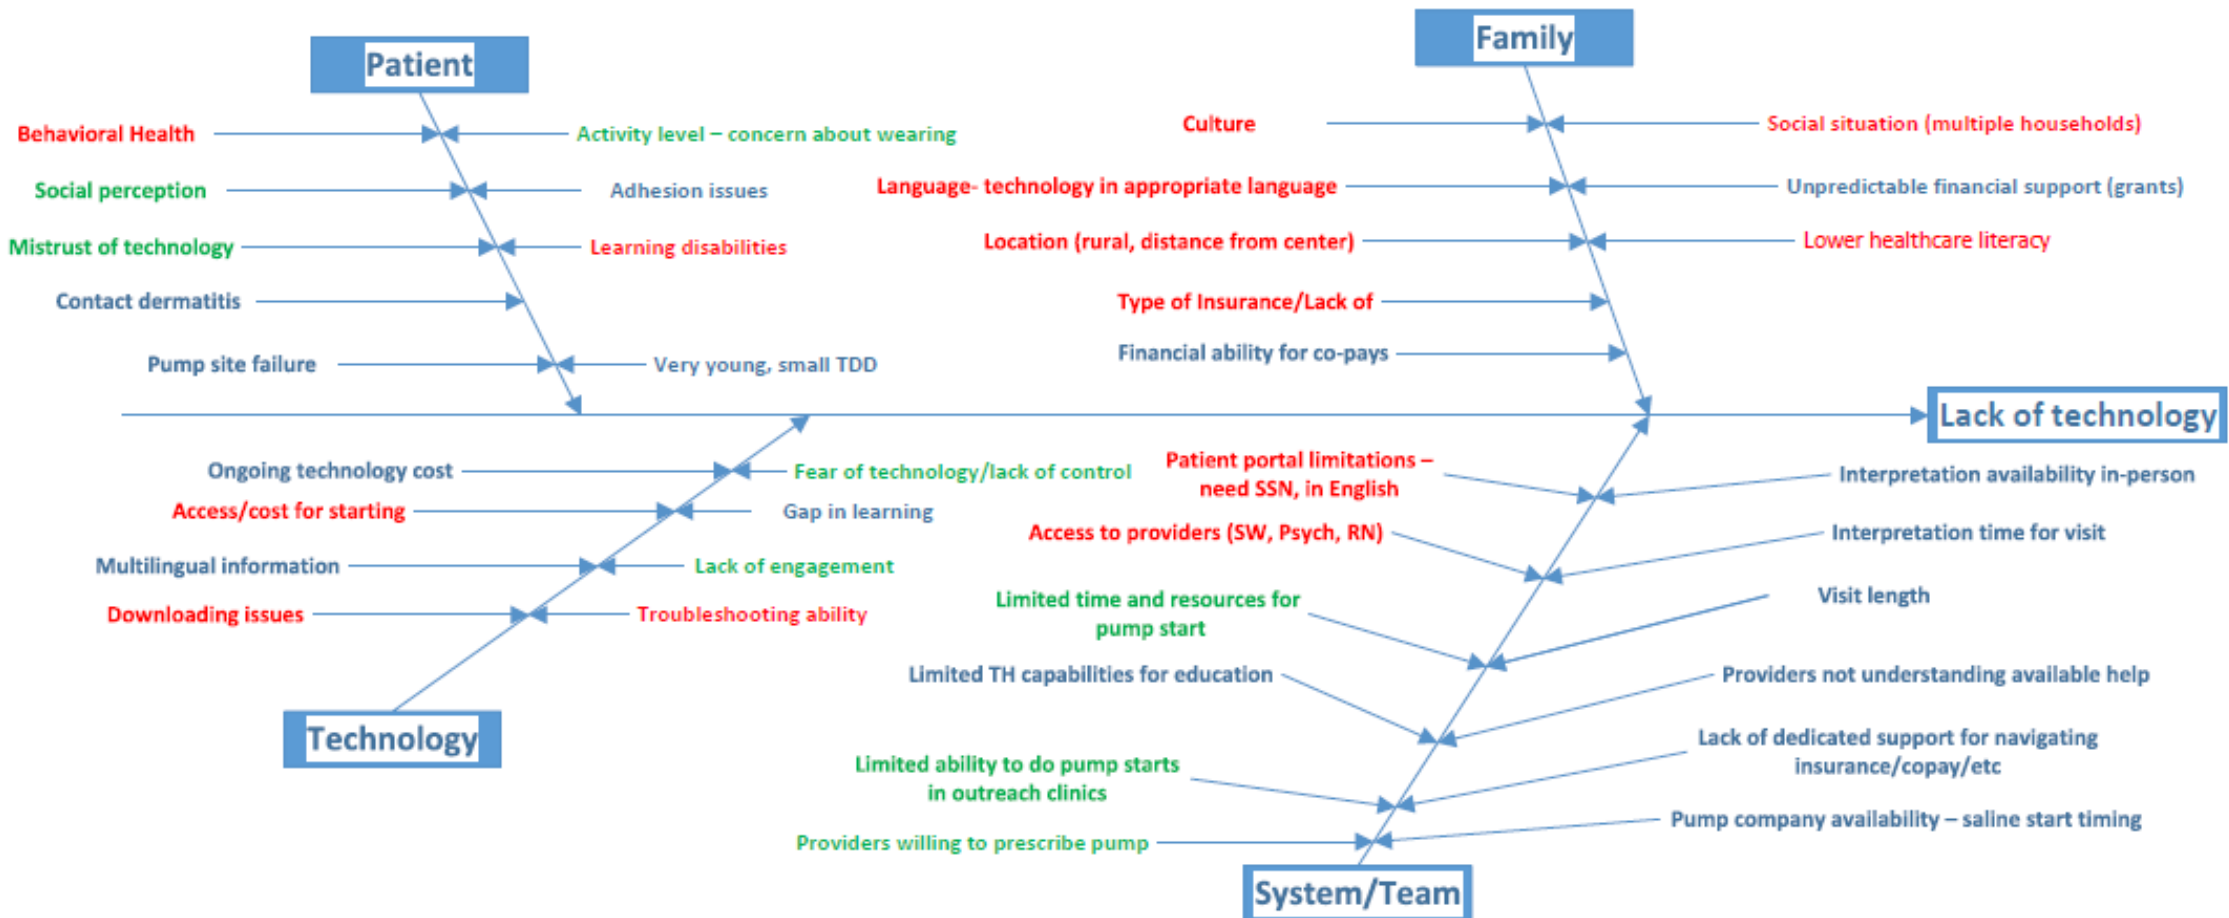 Patient
Family
Behavioral Health
Activity level – concern about wearing
Culture
Social situation (multiple households)
Social perception
Adhesion issues
Language- technology in appropriate language
Unpredictable financial support (grants)
Mistrust of technology
Learning disabilities
Location (rural, distance from center)
Lower healthcare literacy
Contact dermatitis
Type of Insurance/Lack of
Pump site failure
Very young, small TDD
Financial ability for co-pays
Lack of technology
Ongoing technology cost
Fear of technology/lack of control
Patient portal limitations –
need SSN, in English
Interpretation availability in-person
Access/cost for starting
Gap in learning
Access to providers (SW, Psych, RN)
Interpretation time for visit
Multilingual information
Lack of engagement
Limited time and resources for
pump start
Visit length
Downloading issues
Troubleshooting ability
Limited TH capabilities for education
Providers not understanding available help
Technology
Limited ability to do pump starts
in outreach clinics
Lack of dedicated support for navigating
insurance/copay/etc
Providers willing to prescribe pump
Pump company availability – saline start timing
System/Team